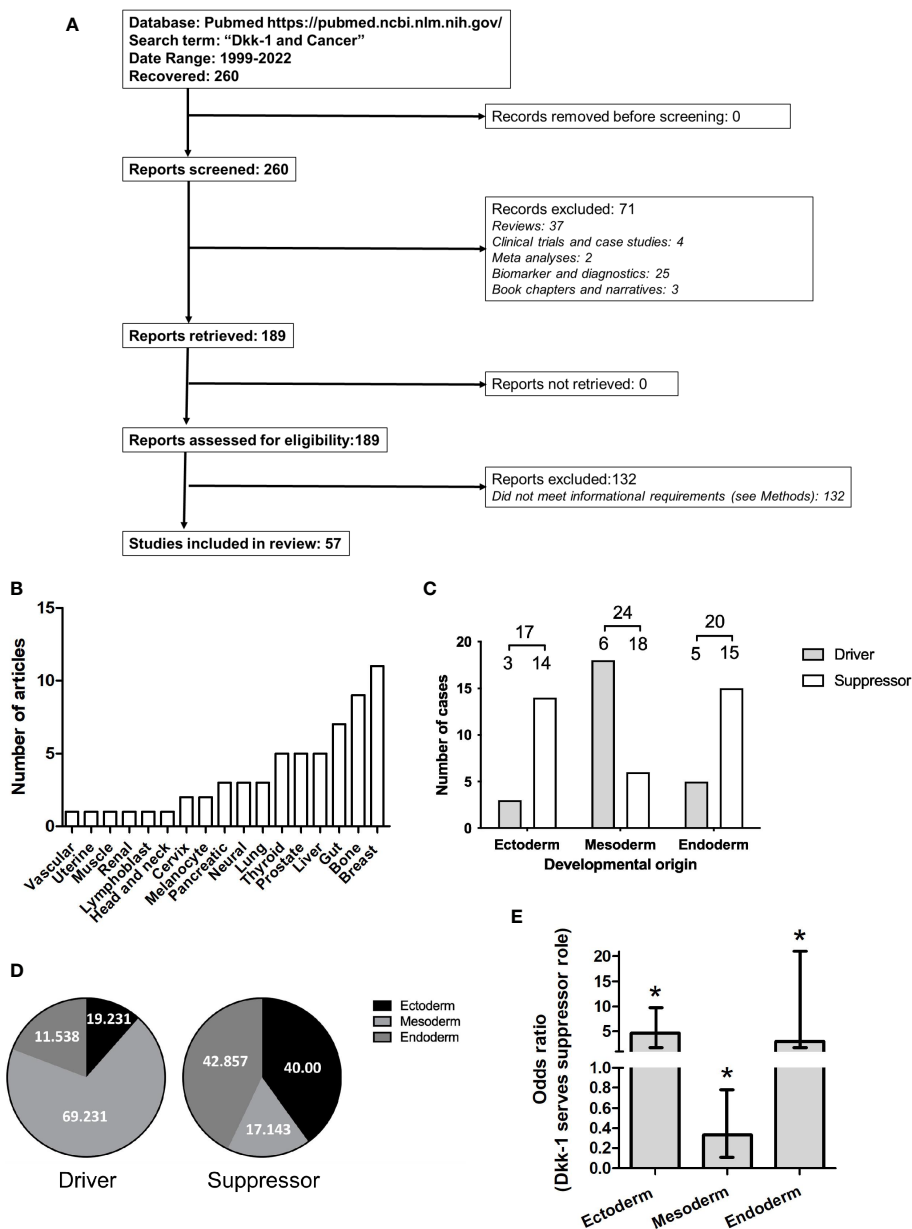 A
Database: Pubmed https://pubmed.ncbi.nlm.nih.gov/
Search term: “Dkk-1 and Cancer”
Date Range: 1999-2022
Recovered: 260
Records removed before screening: 0
Reports screened: 260
Records excluded: 71
Reviews: 37
Clinical trials and case studies: 4
Meta analyses: 2
Biomarker and diagnostics: 25
Book chapters and narratives: 3
Reports retrieved: 189
Reports not retrieved: 0
Reports assessed for eligibility:189
Reports excluded:132
Did not meet informational requirements (see Methods): 132
Studies included in review: 57
B
Number of articles
15
10
5
0
Vascular
Uterine
Muscle
Renal
Lymphoblast
Head and neck
Cervix
Melanocyte
Pancreatic
Neural
Lung
Thyroid
Prostate
Liver
Gut
Bone
Breast
C
Number of cases
20
15
10
5
0
17
3 14
24
6 18
20
5 15
Driver
Suppressor
Ectoderm Mesoderm Endoderm
Developmental origin
D
19.231
11.538
69.231
Driver
40.00
42.857
17.143
Suppressor
Ectoderm
Mesoderm
Endoderm
E
Odds ratio
(Dkk-1 serves suppressor role)
20
15
10
5
1.0
0.8
0.6
0.4
0.2
0.0
*
*
*
Ectoderm
Mesoderm
Endoderm